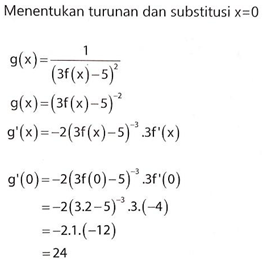 Menentukan turunan dan substitusi x=0
g(x)=1/(3f(x)−5)²
g(x)=(3f(x)−5)⁻²
g'(x)=−2(3f(x)−5)⁻³.3f'(x)
g'(0)=−2(3f(0)−5)⁻³.3f'(0)
=−2(3.2−5)⁻³.3.(−4)
=−2.1.(−12)
=24